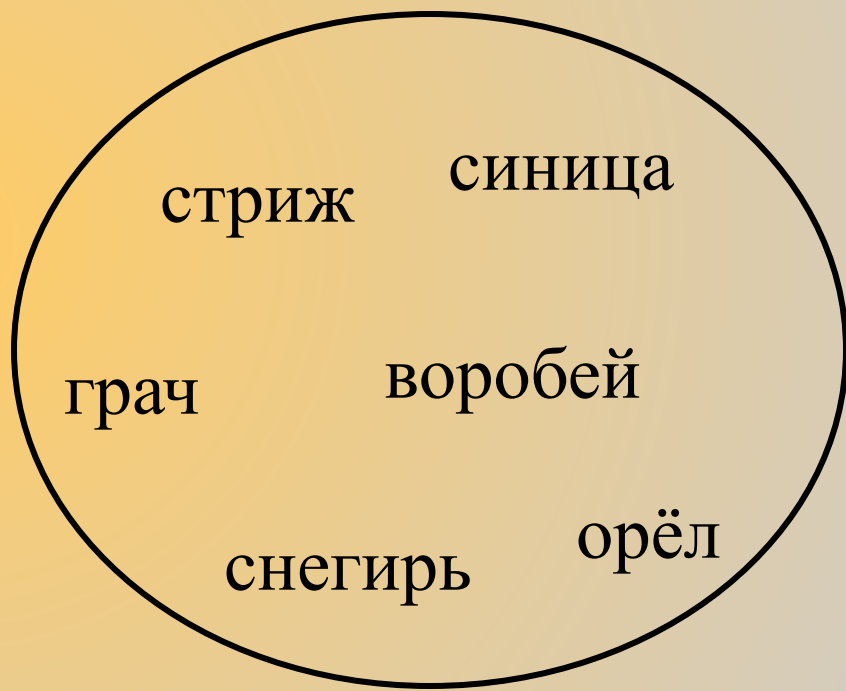 стриж
синица
грач
воробей
снегирь
орёл